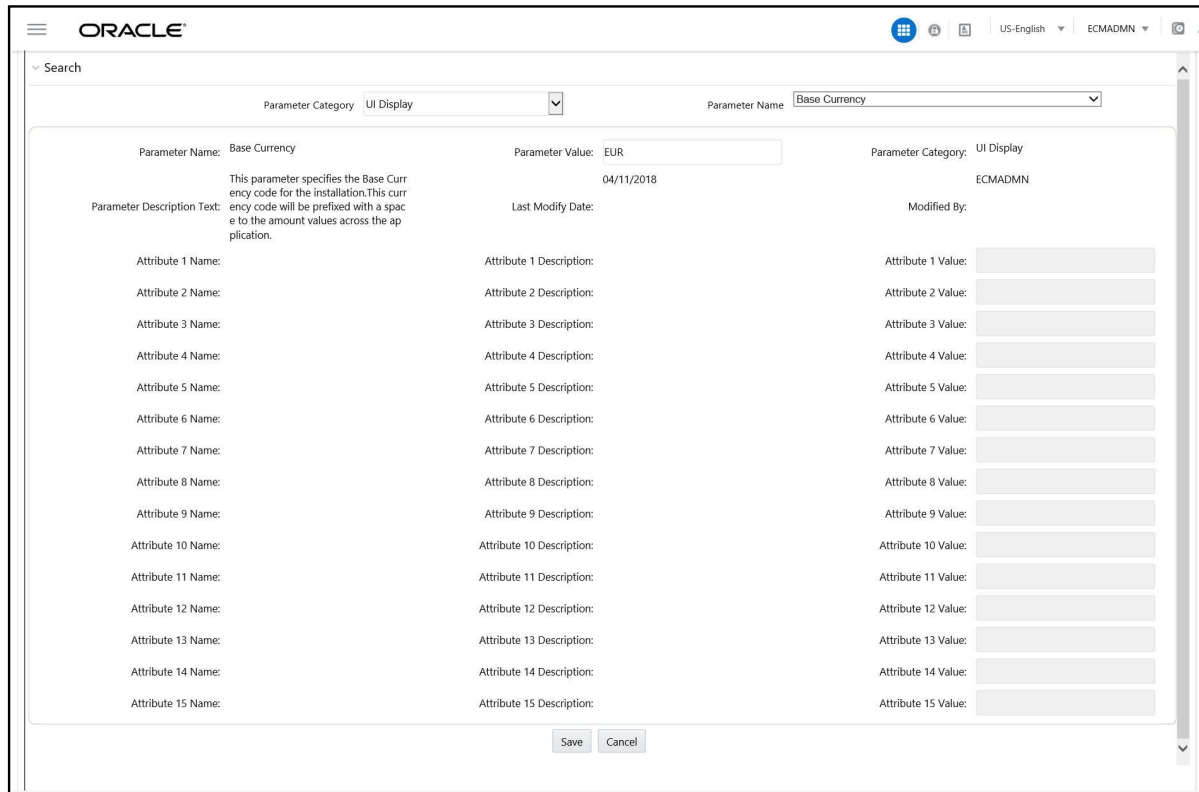 ORACLE
US-English
ECMADMN
Search
Parameter Category UI Display
Parameter Name Base Currency
Parameter Name: Base Currency
Parameter Value: EUR
Parameter Category: UI Display
Parameter Description Text:
This parameter specifies the Base Curr
ency code for the installation.This curr
ency code will be prefixed with a spac
e to the amount values across the ap
plication.
Last Modify Date: 04/11/2018
Modified By: ECMADMN
Attribute 1 Name: Attribute 1 Description: Attribute 1 Value:
Attribute 2 Name: Attribute 2 Description: Attribute 2 Value:
Attribute 3 Name: Attribute 3 Description: Attribute 3 Value:
Attribute 4 Name: Attribute 4 Description: Attribute 4 Value:
Attribute 5 Name: Attribute 5 Description: Attribute 5 Value:
Attribute 6 Name: Attribute 6 Description: Attribute 6 Value:
Attribute 7 Name: Attribute 7 Description: Attribute 7 Value:
Attribute 8 Name: Attribute 8 Description: Attribute 8 Value:
Attribute 9 Name: Attribute 9 Description: Attribute 9 Value:
Attribute 10 Name: Attribute 10 Description: Attribute 10 Value:
Attribute 11 Name: Attribute 11 Description: Attribute 11 Value:
Attribute 12 Name: Attribute 12 Description: Attribute 12 Value:
Attribute 13 Name: Attribute 13 Description: Attribute 13 Value:
Attribute 14 Name: Attribute 14 Description: Attribute 14 Value:
Attribute 15 Name: Attribute 15 Description: Attribute 15 Value:
Save Cancel